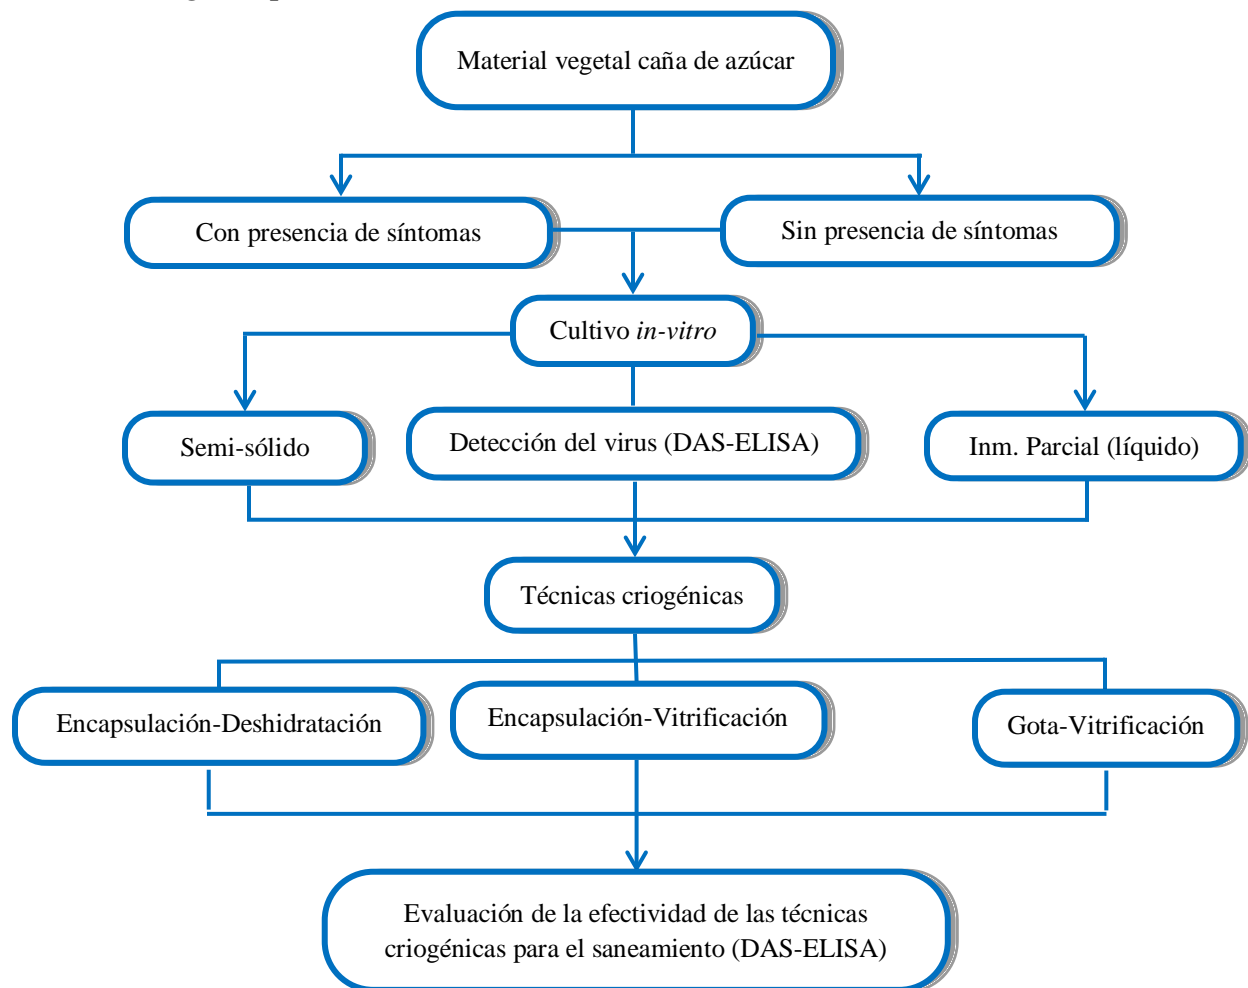 Material vegetal caña de azúcar
Con presencia de síntomas
Sin presencia de síntomas
Cultivo in-vitro
Semi-sólido
Detección del virus (DAS-ELISA)
Inm. Parcial (líquido)
Técnicas criogénicas
Encapsulación-Deshidratación
Encapsulación-Vitrificación
Gota-Vitrificación
Evaluación de la efectividad de las técnicas
criogénicas para el saneamiento (DAS-ELISA)